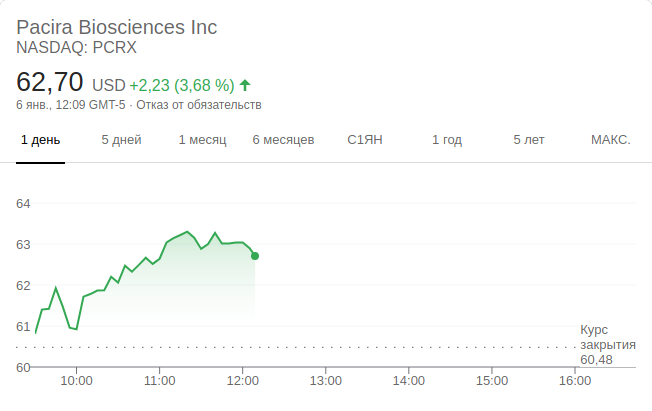 Pacira Biosciences Inc
NASDAQ: PCRX
62,70 USD +2,23 (3,68 %)
6 янв., 12:09 GMT-5 · Отказ от обязательств
1 день 5 дней 1 месяц 6 месяцев С1ЯН 1 год 5 лет МАКС.
64
63
62
61
60
Курс
закрытия
60,48
10:00 11:00 12:00 13:00 14:00 15:00 16:00